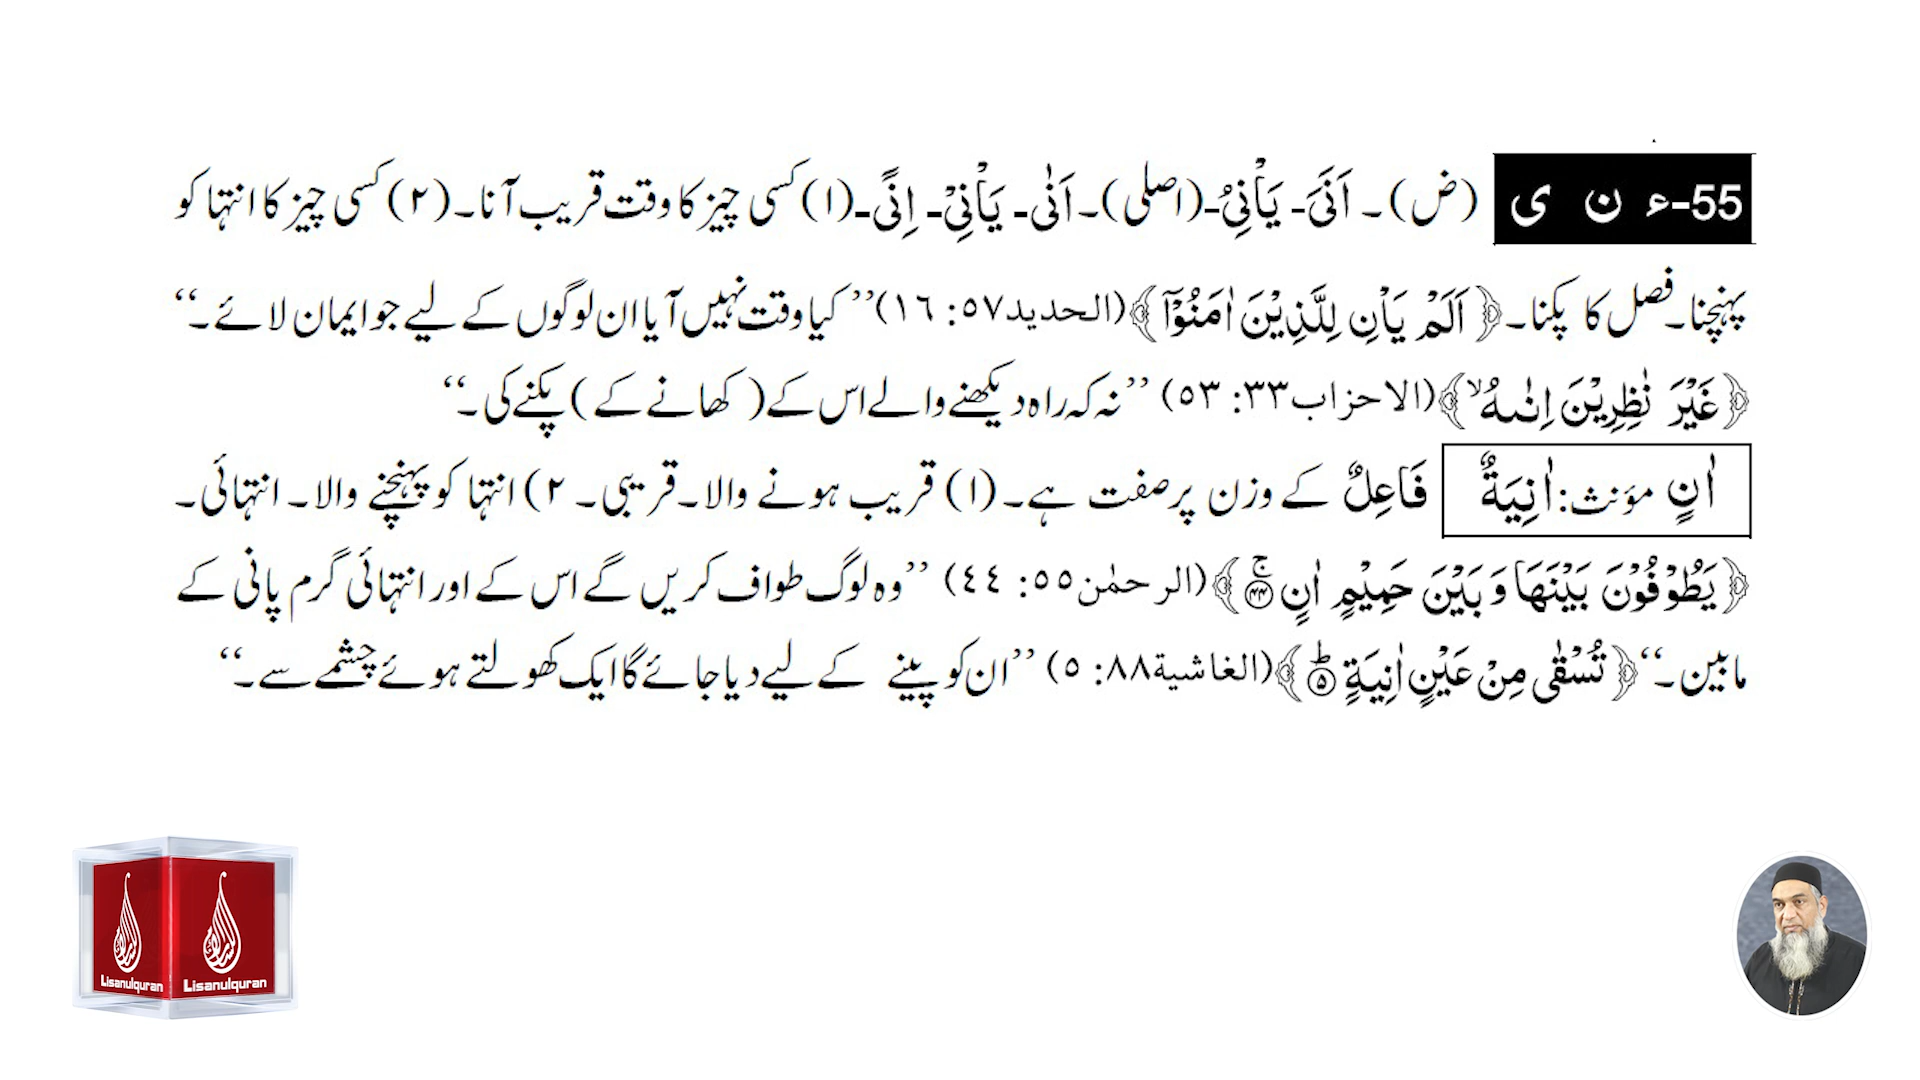 55-ء ن ی (ض)۔ اَنَیَ۔ یَأْنِیُ۔(اصلی)۔ اَنٰی۔ یَأْنِیْ۔ اِنًی۔(۱) کسی چیز کا وقت قریب آنا۔(۲) کسی چیز کا انتہا کو
پہنچنا۔ فصل کا پکنا۔﴿ اَلَمْ یَاْنِ لِلَّذِیْنَ اٰمَنُوْٓا﴾(الحدید۵۷: ۱٦)’’ کیا وقت نہیں آیا ان لوگوں کے لیے جو ایمان لائے۔‘‘
﴿غَیْرَ نٰظِرِیْنَ اِنٰىهُ ۙ﴾(الاحزاب۳۳: ۵۳) ’’نہ کہ راہ دیکھنے والے اس کے( کھانے کے ) پکنے کی۔‘‘
اٰنٍ مؤنث: اٰنِیَةٌ فَاعِلٌ کے وزن پر صفت ہے۔ (۱) قریب ہونے والا۔ قریبی۔ ۲) انتہا کو پہنچنے والا۔ انتہائی۔
﴿یَطُوْفُوْنَ بَیْنَهَا وَ بَیْنَ حَمِیْمٍ اٰنٍ ۚ۴۴﴾(الرحمٰن۵۵: ٤٤) ’’وہ لوگ طواف کریں گے اس کے اور انتہائی گرم پانی کے
مابین۔‘‘﴿ تُسْقٰی مِنْ عَیْنٍ اٰنِیَةٍ ؕ۵﴾(الغاشیة۸۸: ۵) ’’ان کو پینے کے لیے دیا جائے گا ایک کھولتے ہوئے چشمے سے۔‘‘
Lisanulquran Lisanulquran